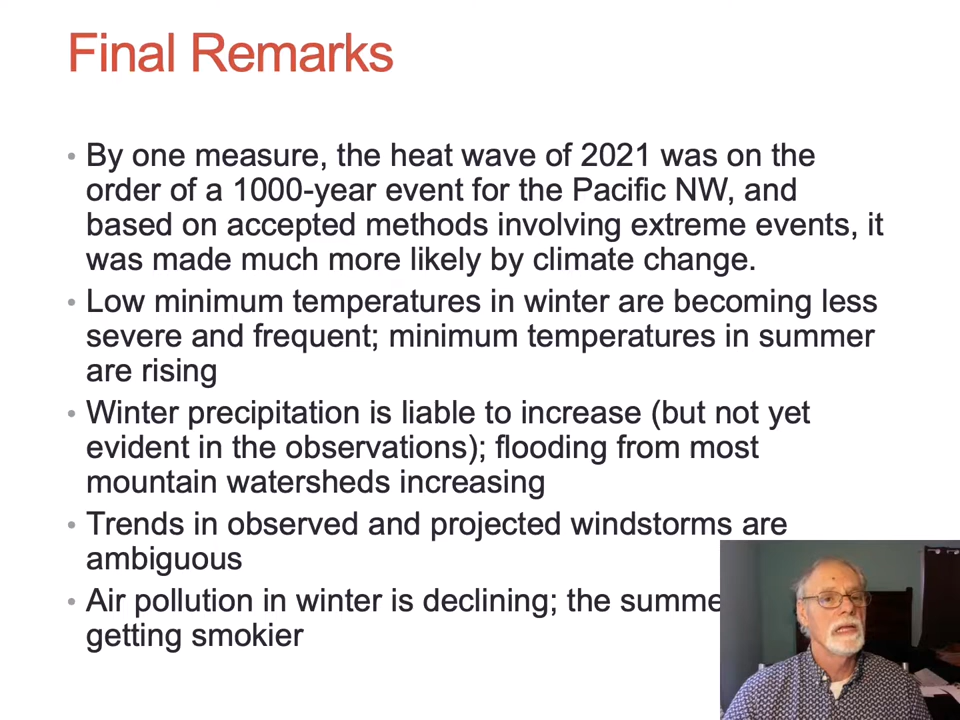 Final Remarks
• By one measure, the heat wave of 2021 was on the
order of a 1000-year event for the Pacific NW, and
based on accepted methods involving extreme events, it
was made much more likely by climate change.
• Low minimum temperatures in winter are becoming less
severe and frequent; minimum temperatures in summer
are rising
• Winter precipitation is liable to increase (but not yet
evident in the observations); flooding from most
mountain watersheds increasing
• Trends in observed and projected windstorms are
ambiguous
• Air pollution in winter is declining; the
getting smokier